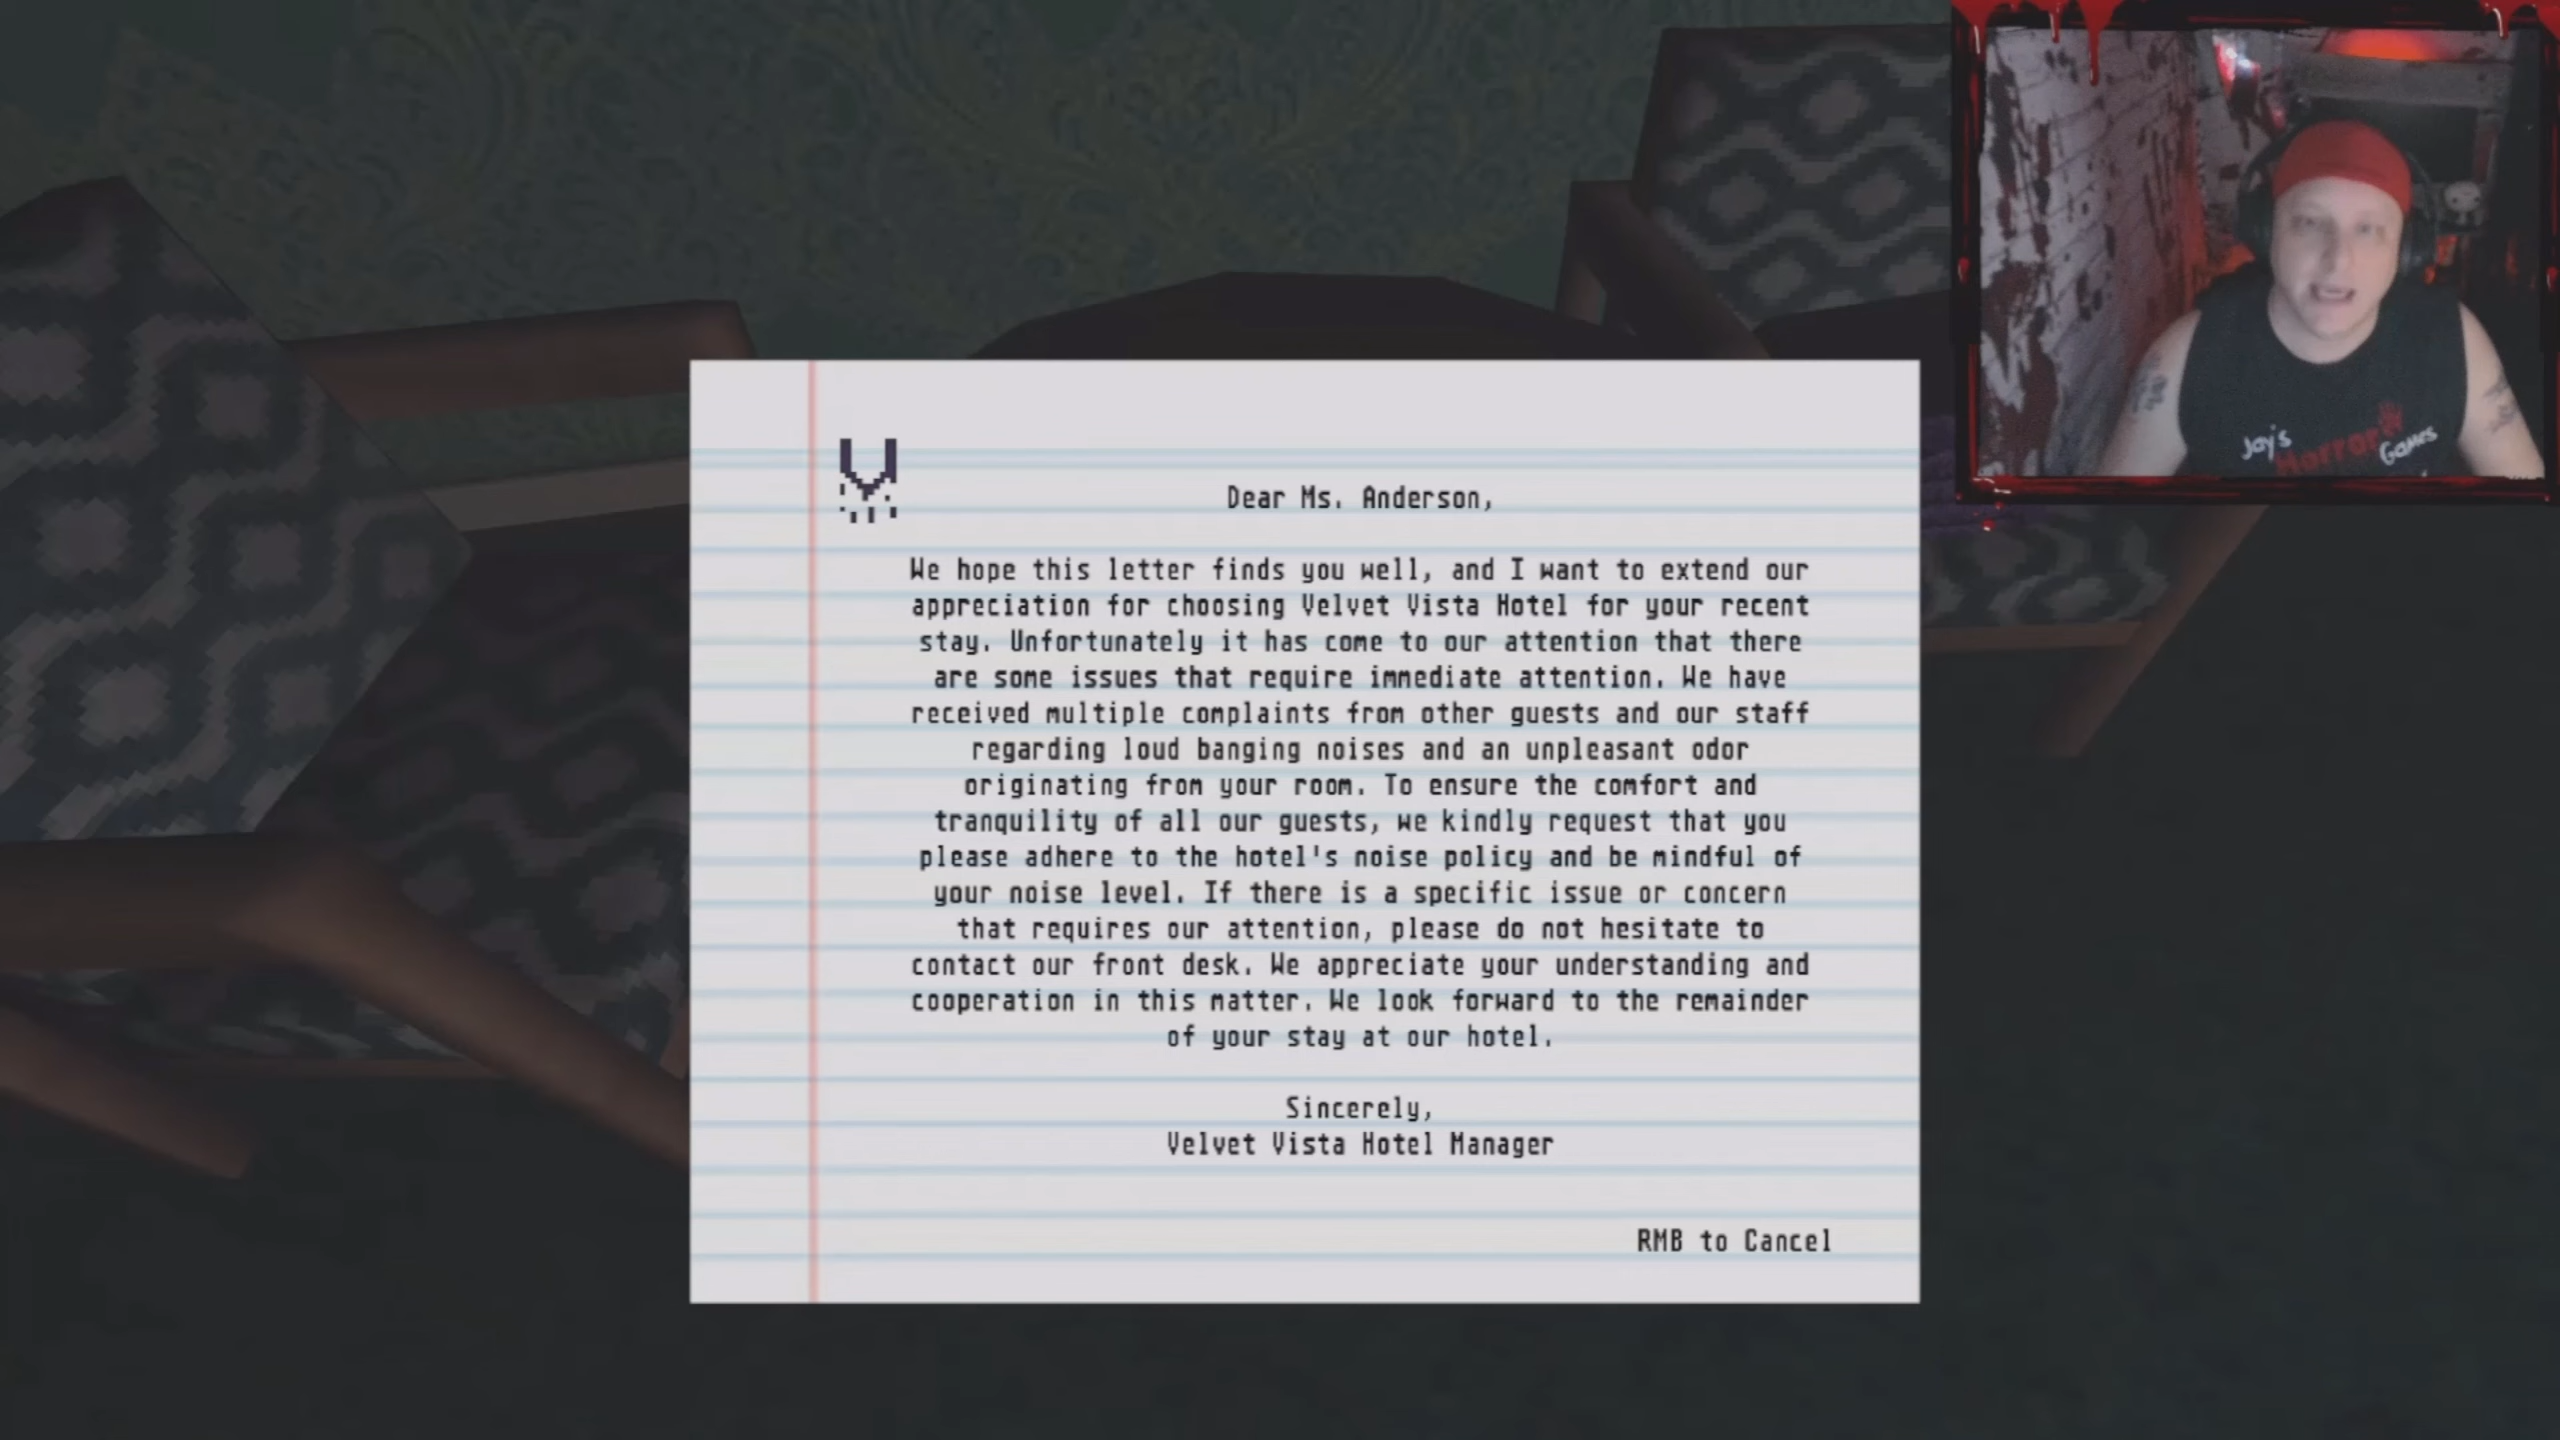 Jay's
Horror
Games
Dear Ms. Anderson,
We hope this letter finds you well, and I want to extend our
appreciation for choosing Velvet Vista Hotel for your recent
stay. Unfortunately it has come to our attention that there
are some issues that require immediate attention. We have
received multiple complaints from other guests and our staff
regarding loud banging noises and an unpleasant odor
originating from your room. To ensure the comfort and
tranquility of all our guests, we kindly request that you
please adhere to the hotel's noise policy and be mindful of
your noise level. If there is a specific issue or concern
that requires our attention, please do not hesitate to
contact our front desk. We appreciate your understanding and
cooperation in this matter. We look forward to the remainder
of your stay at our hotel.
Sincerely,
Velvet Vista Hotel Manager
RMB to Cancel